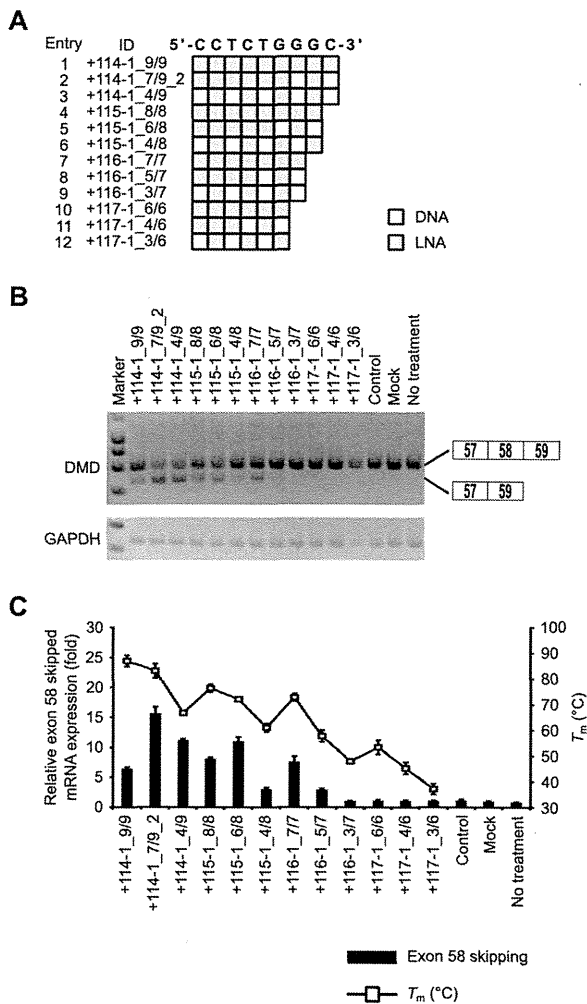 A
Entry ID 5'-C C T C T G G G C-3'
1 +114-1_9/9
2 +114-1_7/9_2
3 +114-1_4/9
4 +115-1_8/8
5 +115-1_6/8
6 +115-1_4/8
7 +116-1_7/7
8 +116-1_5/7
9 +116-1_3/7
10 +117-1_6/6
11 +117-1_4/6
12 +117-1_3/6
DNA
LNA
B
Marker
+114-1_9/9
+114-1_7/9_2
+114-1_4/9
+115-1_8/8
+115-1_6/8
+115-1_4/8
+116-1_7/7
+116-1_5/7
+116-1_3/7
+117-1_6/6
+117-1_4/6
+117-1_3/6
Control
Mock
No treatment
DMD
57 58 59
57 59
GAPDH
C
Relative exon 58 skipped
mRNA expression (fold)
30
25
20
15
10
5
0
100
90
80
70
60
50
40
30
Tm (°C)
+114-1_9/9
+114-1_7/9_2
+114-1_4/9
+115-1_8/8
+115-1_6/8
+115-1_4/8
+116-1_7/7
+116-1_5/7
+116-1_3/7
+117-1_6/6
+117-1_4/6
+117-1_3/6
Control
Mock
No treatment
Exon 58 skipping
Tm (°C)